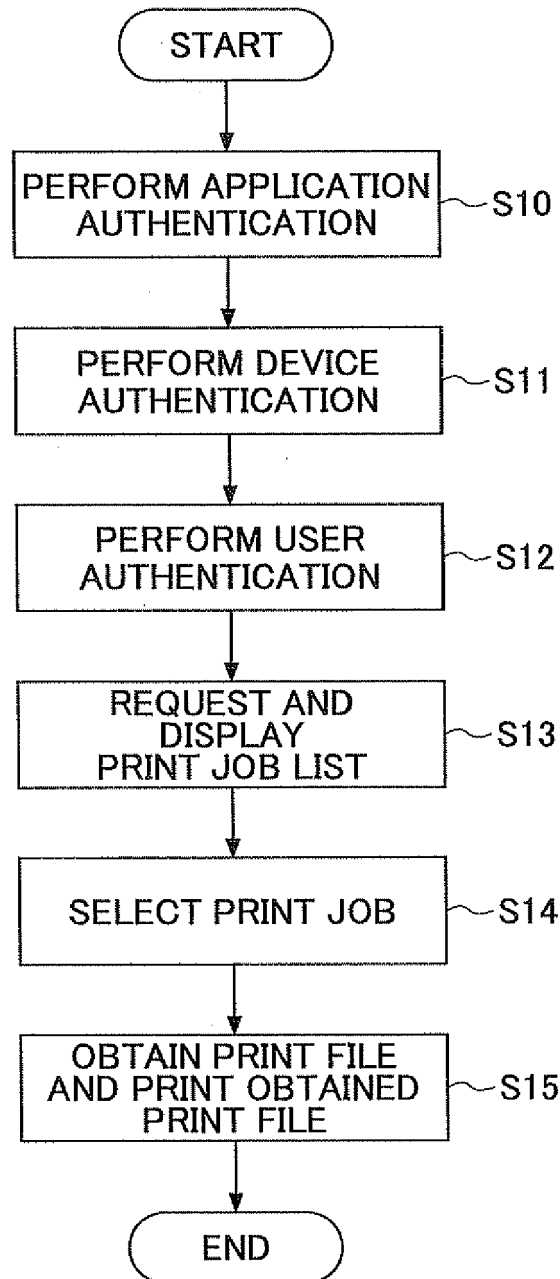 START
PERFORM APPLICATION
AUTHENTICATION
S10
PERFORM DEVICE
AUTHENTICATION
S11
PERFORM USER
AUTHENTICATION
S12
REQUEST AND
DISPLAY
PRINT JOB LIST
S13
SELECT PRINT JOB
S14
OBTAIN PRINT FILE
AND PRINT OBTAINED
PRINT FILE
S15
END